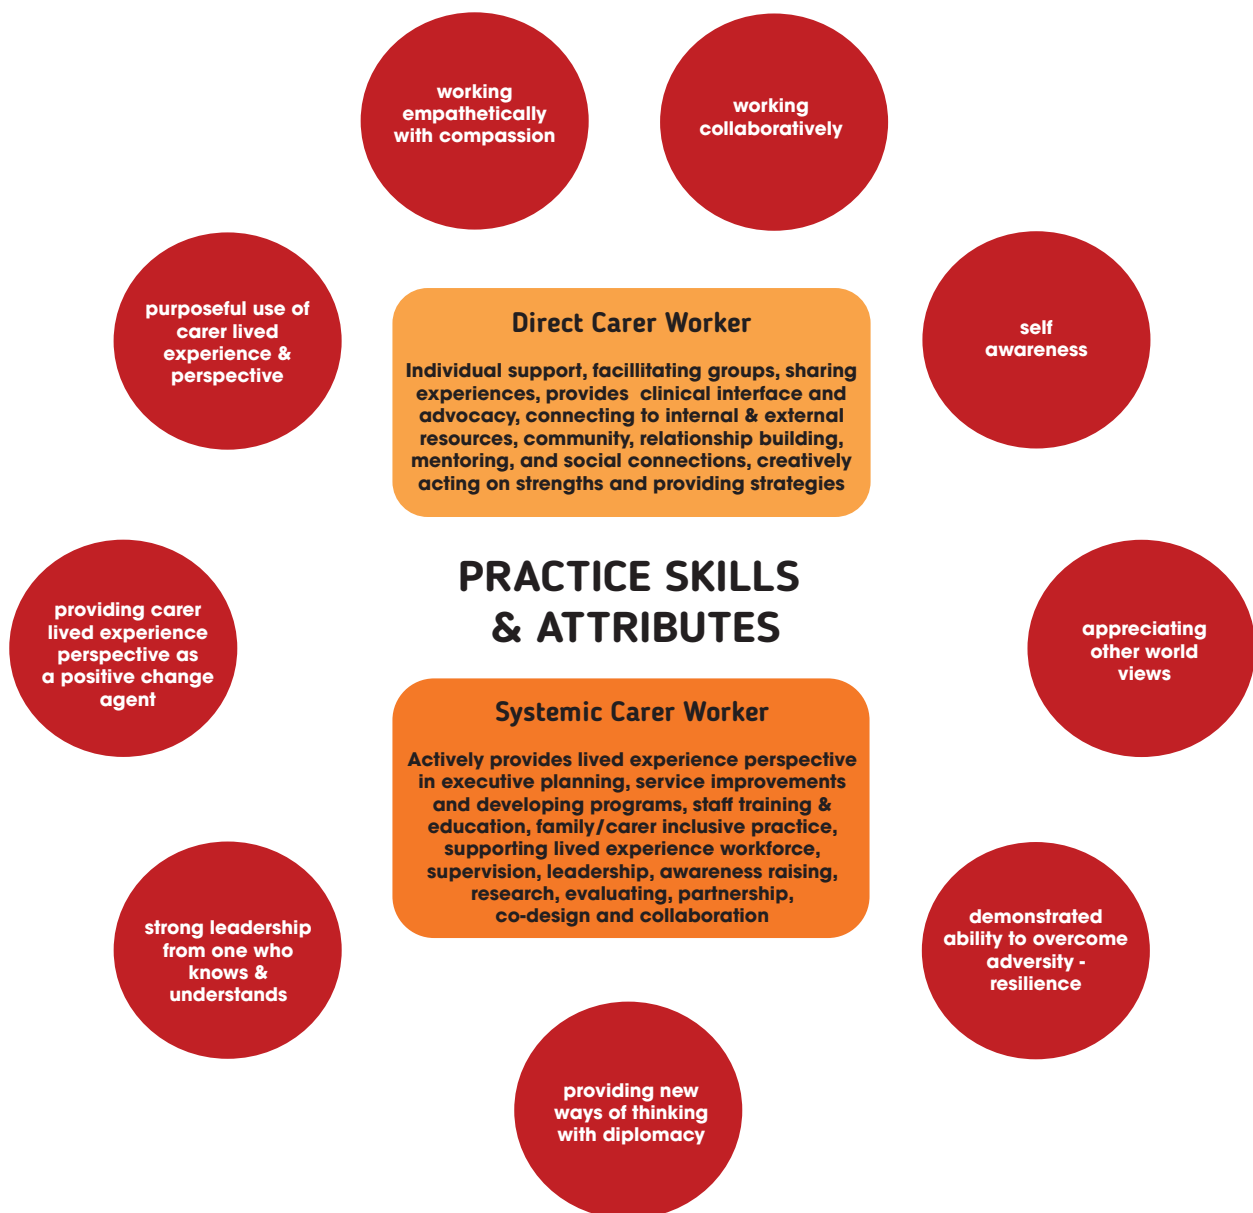 working
empathetically
with compassion
working
collaboratively
purposeful use of
carer lived
experience &
perspective
Direct Carer Worker
Individual support, facillitating groups, sharing
experiences, provides clinical interface and
advocacy, connecting to internal & external
resources, community, relationship building,
mentoring, and social connections, creatively
acting on strengths and providing strategies
self
awareness
PRACTICE SKILLS
& ATTRIBUTES
providing carer
lived experience
perspective as
a positive change
agent
appreciating
other world
views
Systemic Carer Worker
Actively provides lived experience perspective
in executive planning, service improvements
and developing programs, staff training &
education, family/carer inclusive practice,
supporting lived experience workforce,
supervision, leadership, awareness raising,
research, evaluating, partnership,
co-design and collaboration
strong leadership
from one who
knows &
understands
demonstrated
ability to overcome
adversity -
resilience
providing new
ways of thinking
with diplomacy